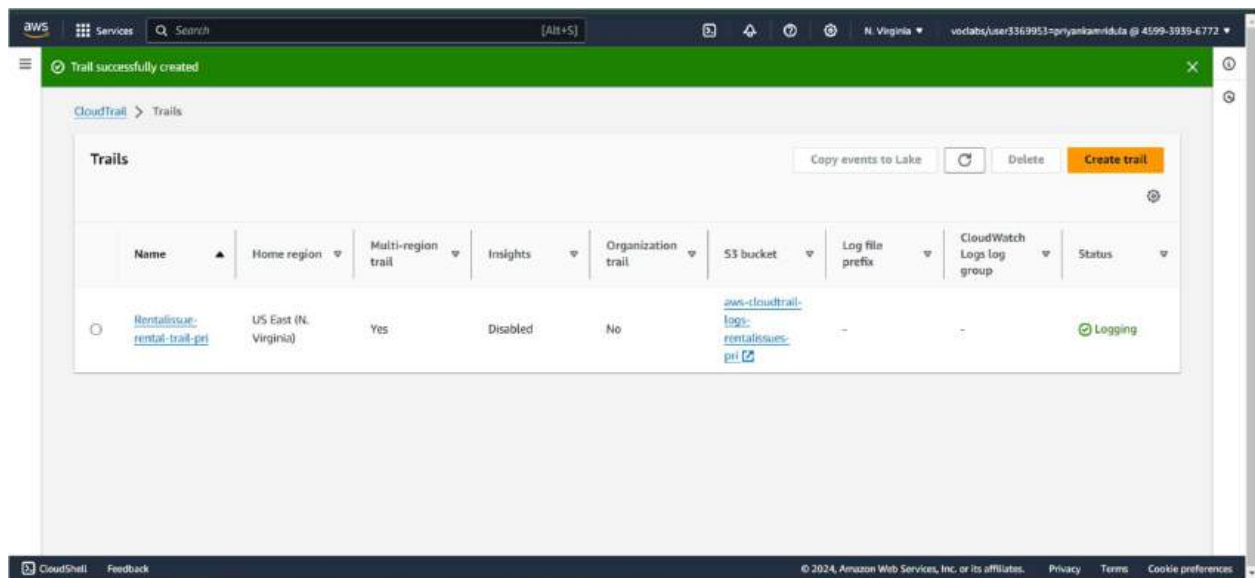 aws
Services
Search
[Alt+S]
N. Virginia
voclabs/user3369953=priyankamridula @ 4599-3939-6772
Trail successfully created
CloudTrail > Trails
Trails
Copy events to Lake
Delete
Create trail
Name
Home region
Multi-region
trail
Insights
Organization
trail
S3 bucket
Log file
prefix
CloudWatch
Logs log
group
Status
Rentalissue-
rental-trail-pri
US East (N.
Virginia)
Yes
Disabled
No
aws-cloudtrail-
logs-
rentalissues-
pri
-
-
Logging
CloudShell
Feedback
© 2024, Amazon Web Services, Inc. or its affiliates.
Privacy
Terms
Cookie preferences